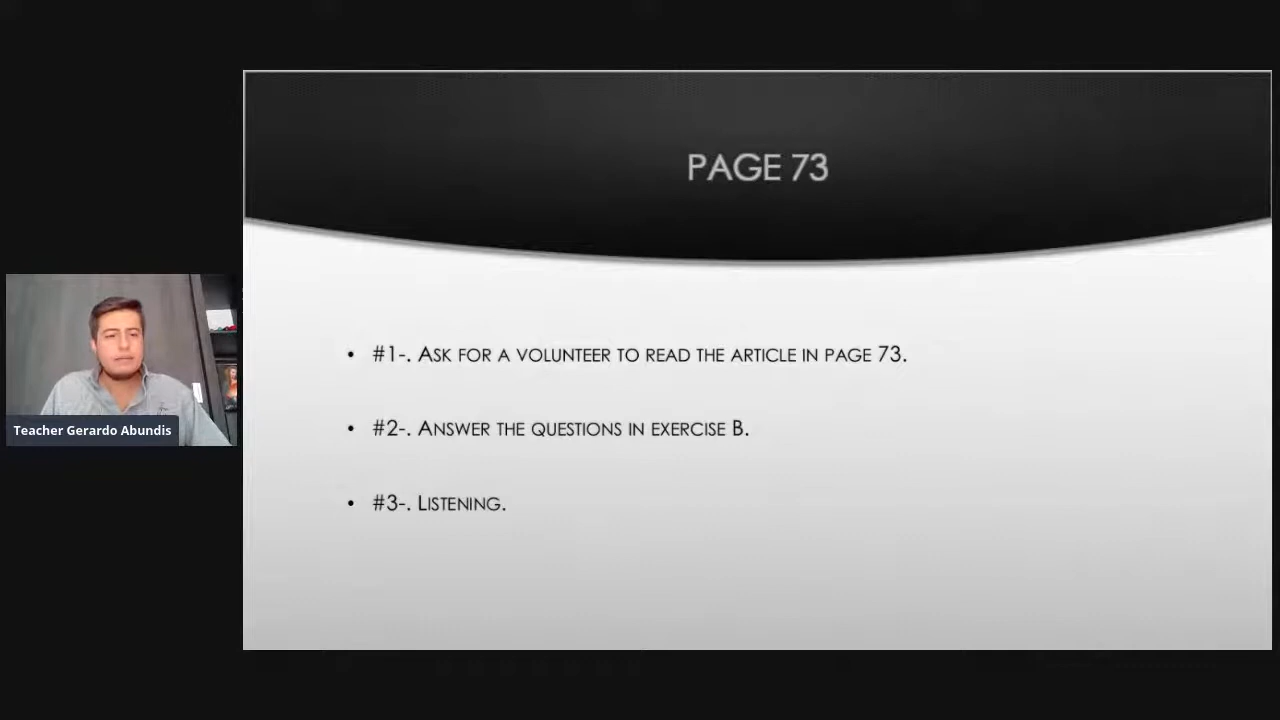 PAGE 73
• #1-. ASK FOR A VOLUNTEER TO READ THE ARTICLE IN PAGE 73.
• #2-. ANSWER THE QUESTIONS IN EXERCISE B.
• #3-. LISTENING.
Teacher Gerardo Abundis